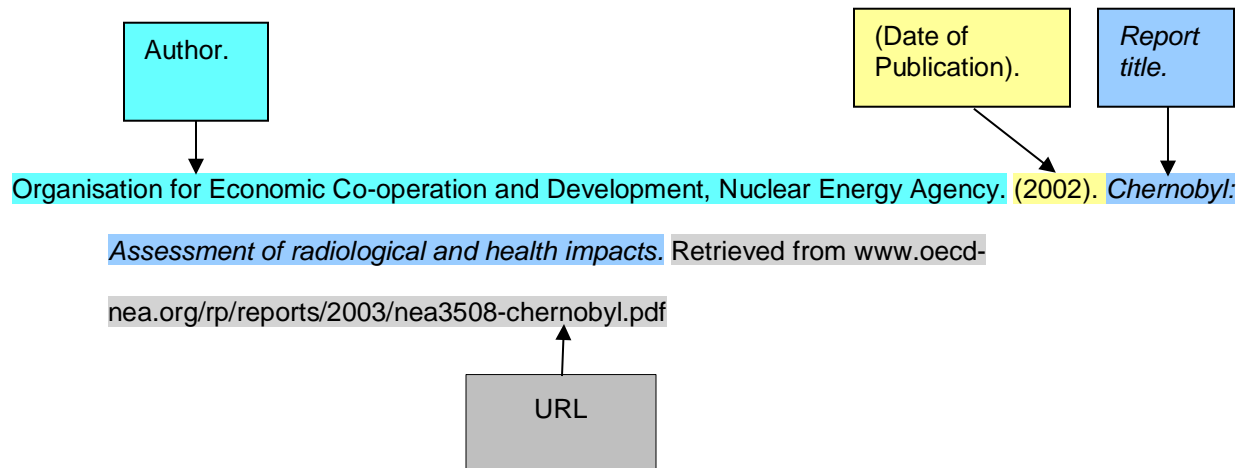 Author.
(Date of
Publication).
Report
title.
Organisation for Economic Co-operation and Development, Nuclear Energy Agency. (2002). Chernobyl:
Assessment of radiological and health impacts. Retrieved from www.oecd-
nea.org/rp/reports/2003/nea3508-chernobyl.pdf
URL